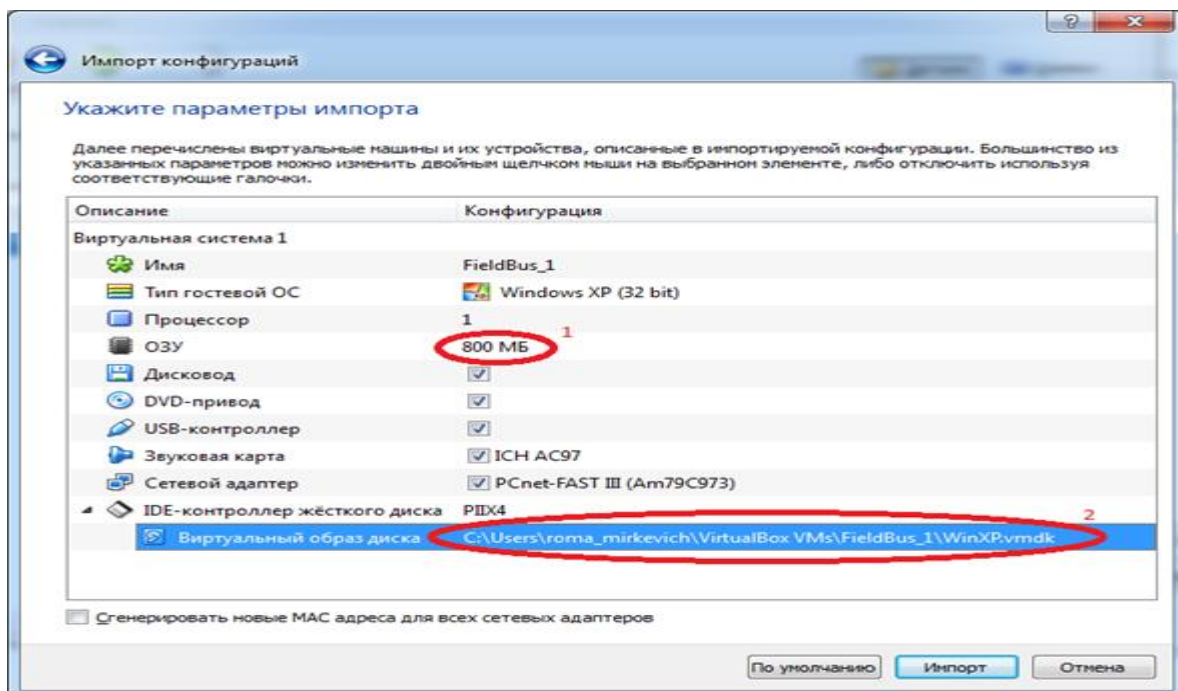 Импорт конфигураций
Укажите параметры импорта
Далее перечислены виртуальные машины и их устройства, описанные в импортируемой конфигурации. Большинство из
указанных параметров можно изменить двойным щелчком мыши на выбранном элементе, либо отключить используя
соответствующие галочки.
Описание Конфигурация
Виртуальная система 1
Имя FieldBus_1
Тип гостевой ОС Windows XP (32 bit)
Процессор 1
1
ОЗУ 800 МБ
Дисковод
DVD-привод
USB-контроллер
Звуковая карта ICH AC97
Сетевой адаптер PCnet-FAST III (Am79C973)
IDE-контроллер жёсткого диска PIIX4
2
Виртуальный образ диска C:\Users\roma_mirkevich\VirtualBox VMs\FieldBus_1\WinXP.vmdk
Сгенерировать новые MAC адреса для всех сетевых адаптеров
По умолчанию Импорт Отмена